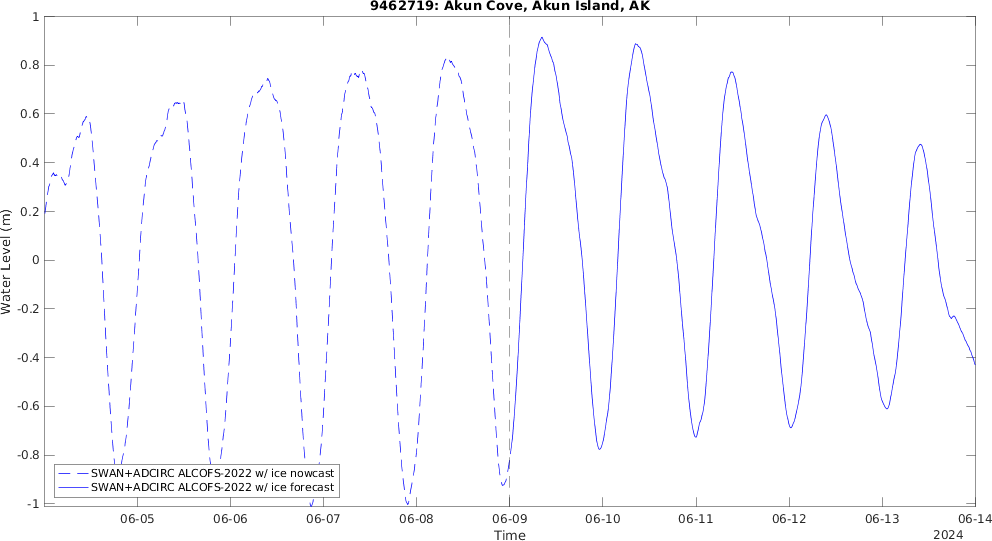 9462719: Akun Cove, Akun Island, AK
1
0.8
0.6
0.4
0.2
0
-0.2
-0.4
-0.6
-0.8
-1
Water Level (m)
SWAN+ADCIRC ALCOFS-2022 w/ ice nowcast
SWAN+ADCIRC ALCOFS-2022 w/ ice forecast
06-05 06-06 06-07 06-08 06-09 06-10 06-11 06-12 06-13 06-14
Time
2024